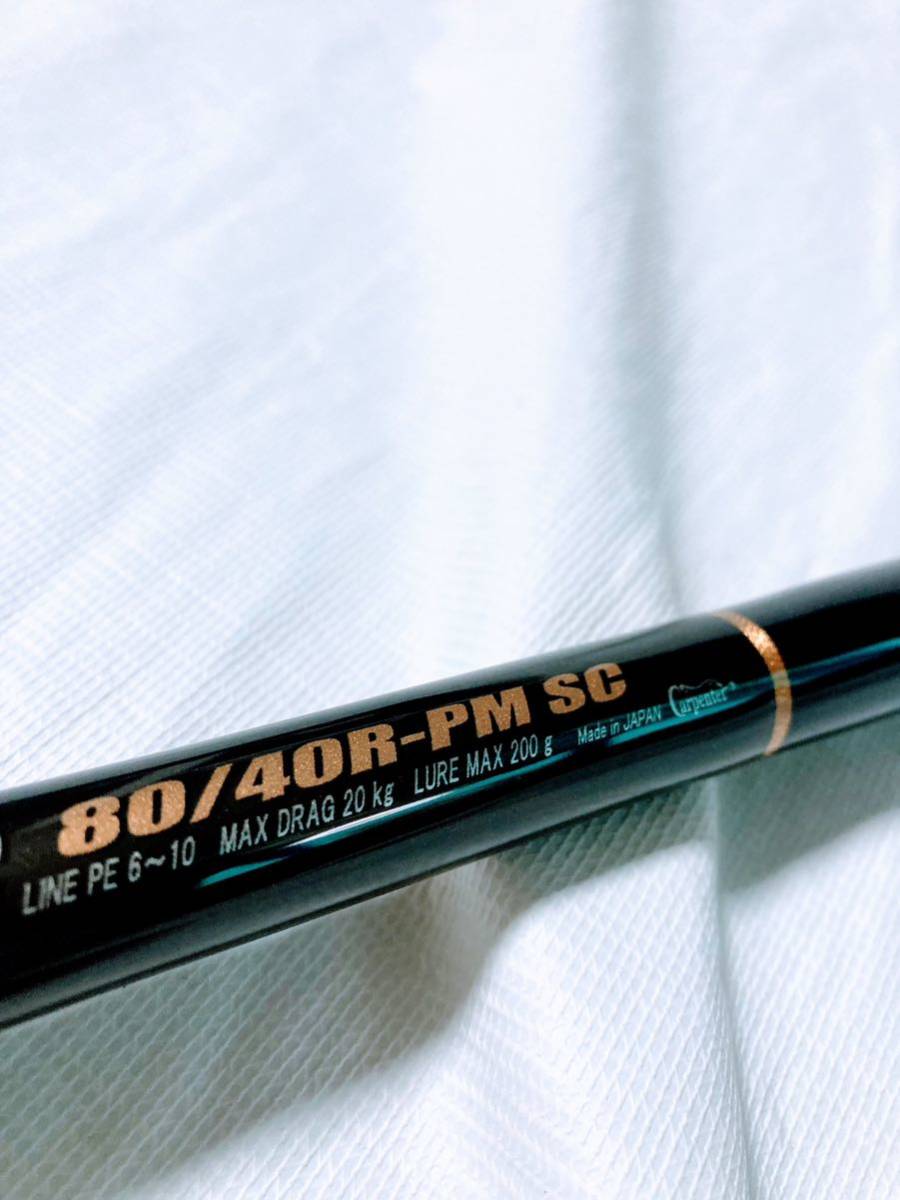 80/40R-PM SC
LINE PE 6～10 MAX DRAG 20 kg LURE MAX 200 g Made in JAPAN Carpenter